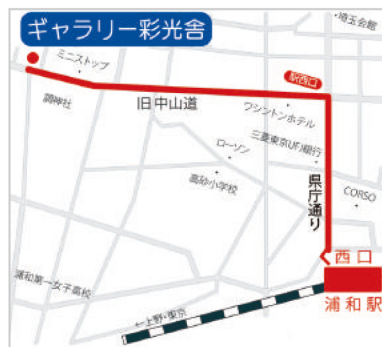 ギャラリー彩光舎
・埼玉会館
ミニストップ
駅西口
調神社
旧中山道
ワシントンホテル
三菱東京UFJ銀行
ローソン
高砂小学校
県庁通り
CORSO
西口
浦和第一女子高校
浦和駅
←上野・東京